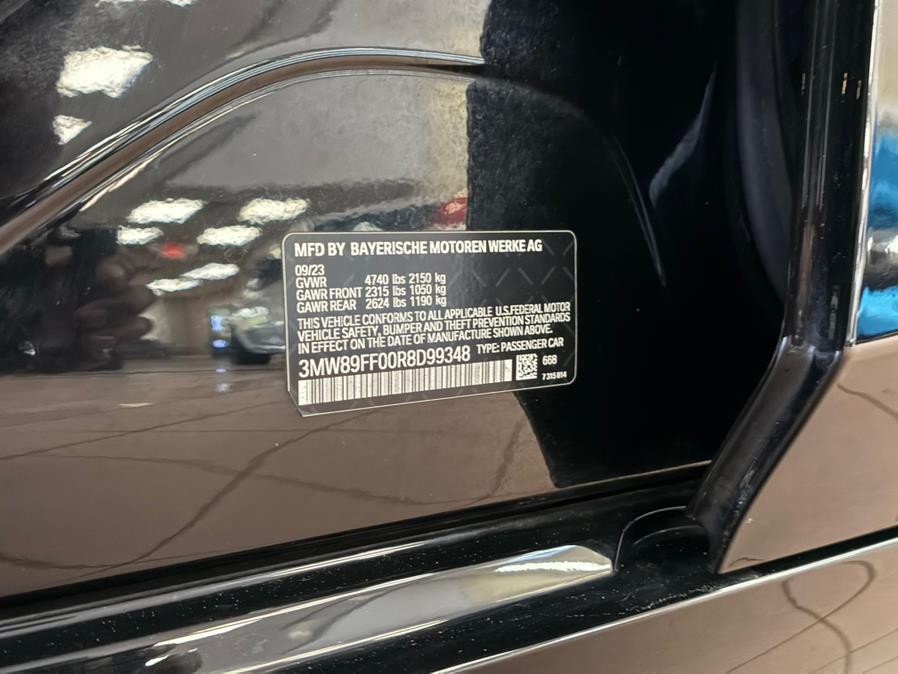 MFD BY BAYERISCHE MOTOREN WERKE AG
09/23
GVWR 4740 lbs 2150 kg
GAWR FRONT 2315 lbs 1050 kg
GAWR REAR 2624 lbs 1190 kg
THIS VEHICLE CONFORMS TO ALL APPLICABLE U.S.FEDERAL MOTOR
VEHICLE SAFETY, BUMPER AND THEFT PREVENTION STANDARDS
IN EFFECT ON THE DATE OF MANUFACTURE SHOWN ABOVE.
3MW89FF00R8D99348 TYPE: PASSENGER CAR
668
7315814